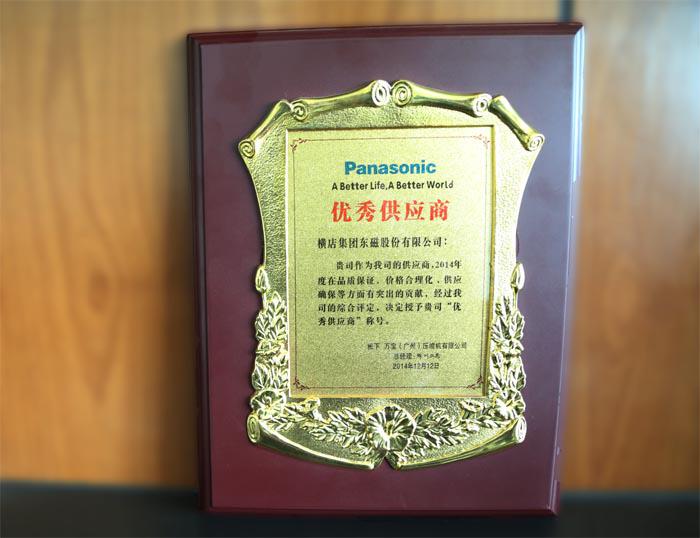 Panasonic
A Better Life, A Better World
优秀供应商
横店集团东磁股份有限公司：
贵司作为我司的供应商，2014年
度在品质保证、价格合理化、供应
确保等方面有突出的贡献，经过我
司的综合评定，决定授予贵司“优
秀供应商”称号。
松下·万宝（广州）压缩机有限公司
总经理：
2014年12月12日